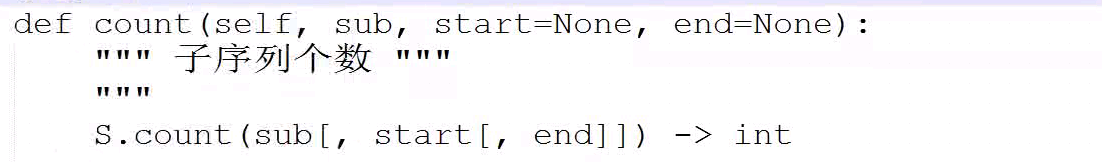 def count(self, sub, start=None, end=None):
    """ 子序列个数 """
    """
    S.count(sub[, start[, end]]) -> int